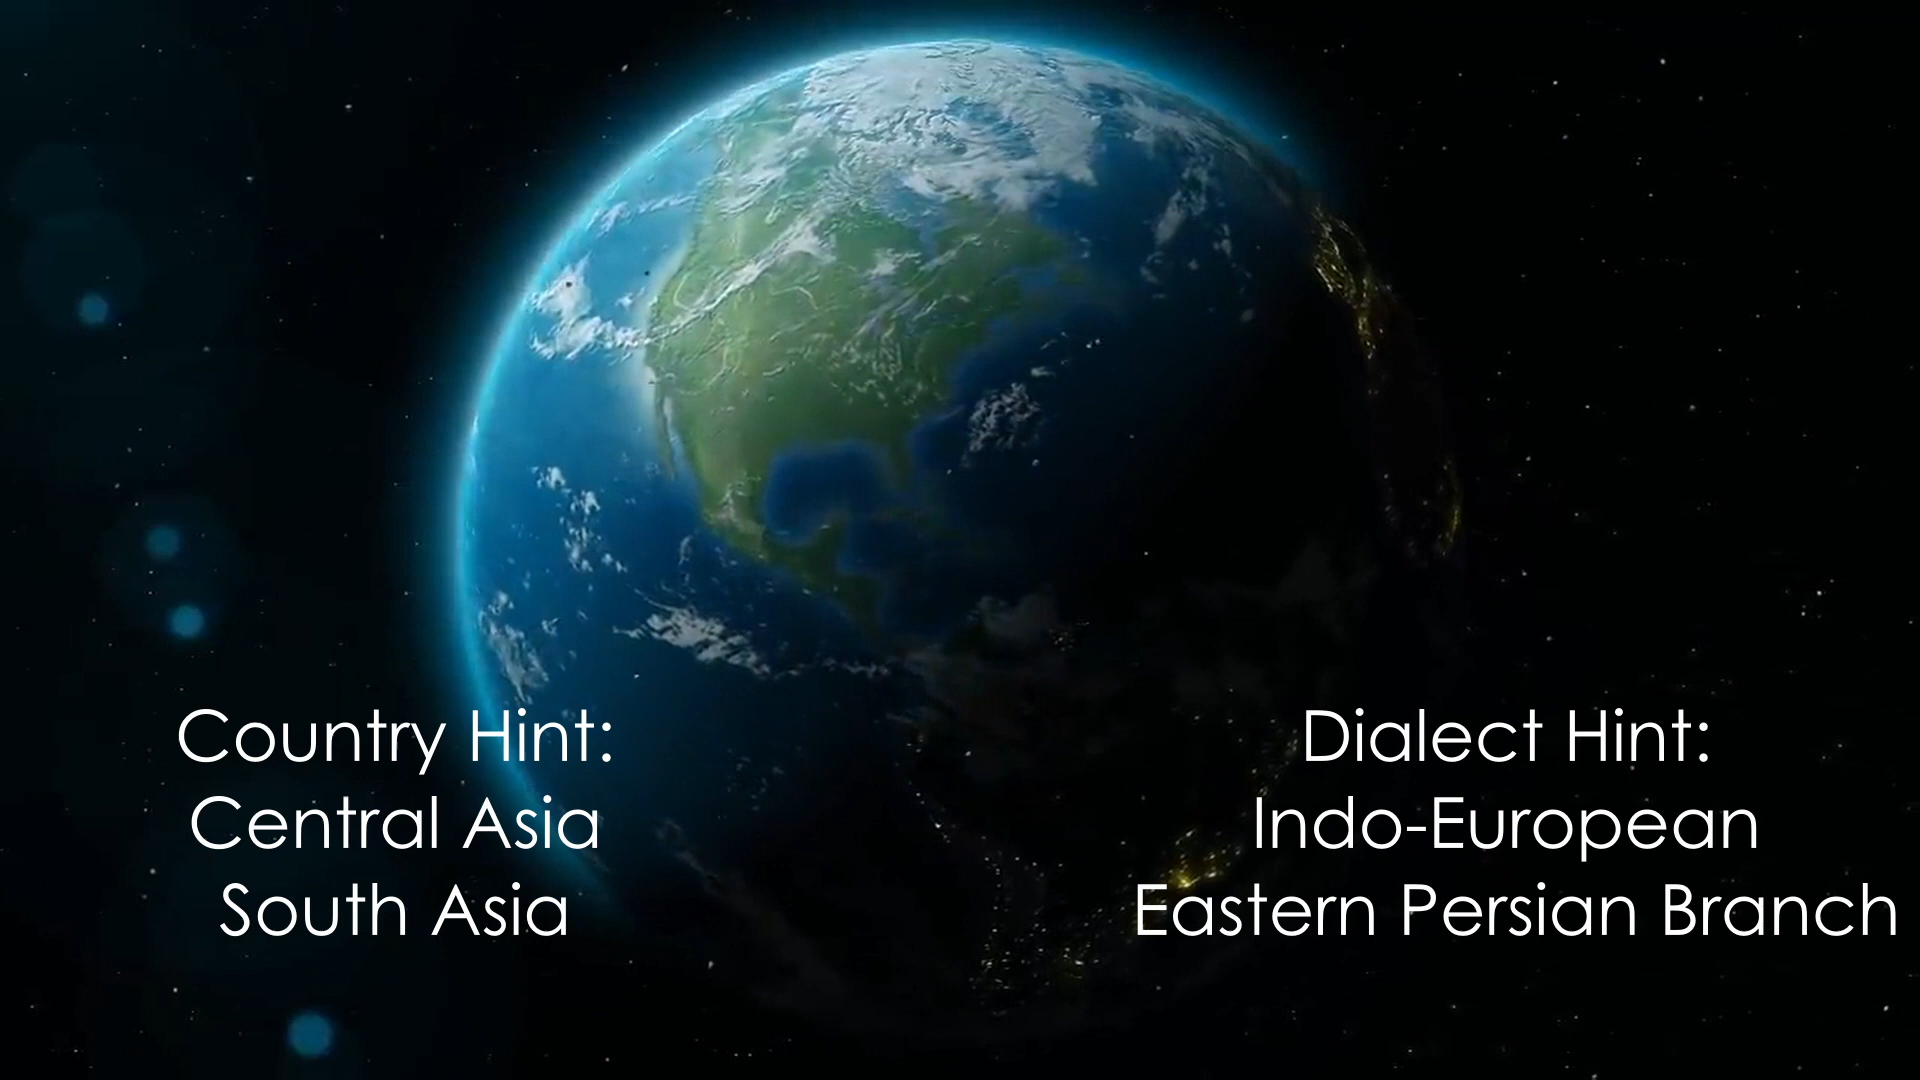 Country Hint:
Central Asia
South Asia
Dialect Hint:
Indo-European
Eastern Persian Branch